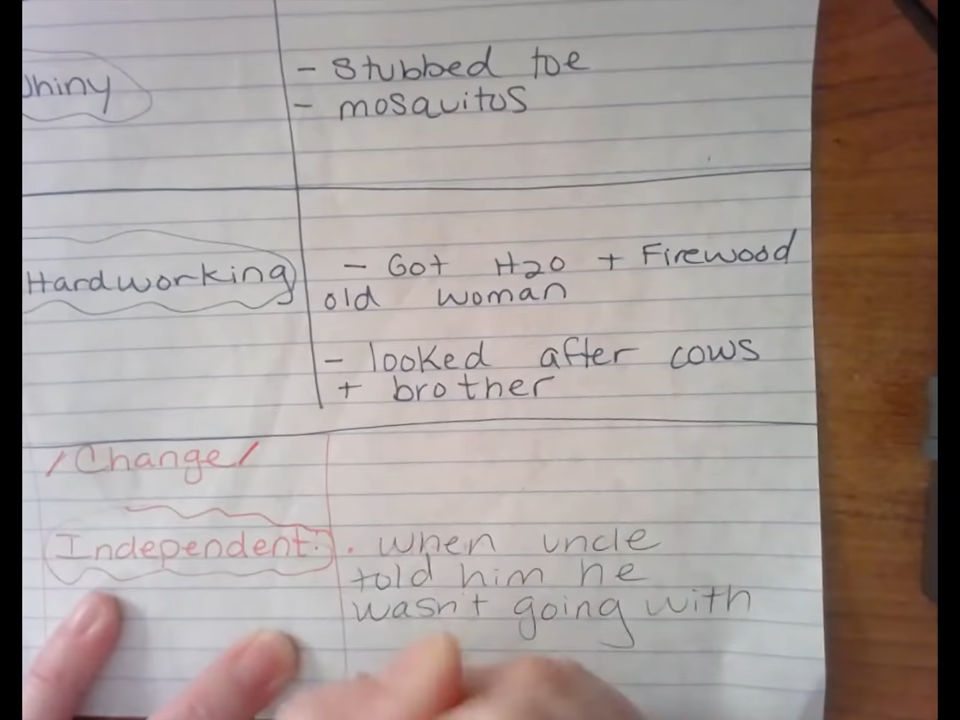 Whiny
- Stubbed toe
- mosquitos
Hardworking
- Got H2O + Firewood
old woman
- looked after cows
+ brother
/Change/
Independent:
. when uncle
told him he
wasn't going with